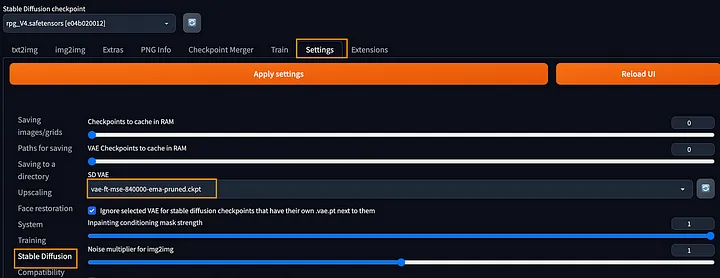 Stable Diffusion checkpoint
rpg_V4.safetensors [e04b020012]
txt2img img2img Extras PNG Info Checkpoint Merger Train Settings Extensions
Apply settings Reload UI
Saving images/grids
Paths for saving
Saving to a directory
Upscaling
Face restoration
System
Training
Stable Diffusion
Compatibility
Checkpoints to cache in RAM 0
VAE Checkpoints to cache in RAM 0
SD VAE
vae-ft-mse-840000-ema-pruned.ckpt
Ignore selected VAE for stable diffusion checkpoints that have their own .vae.pt next to them
Inpainting conditioning mask strength 1
Noise multiplier for img2img 1